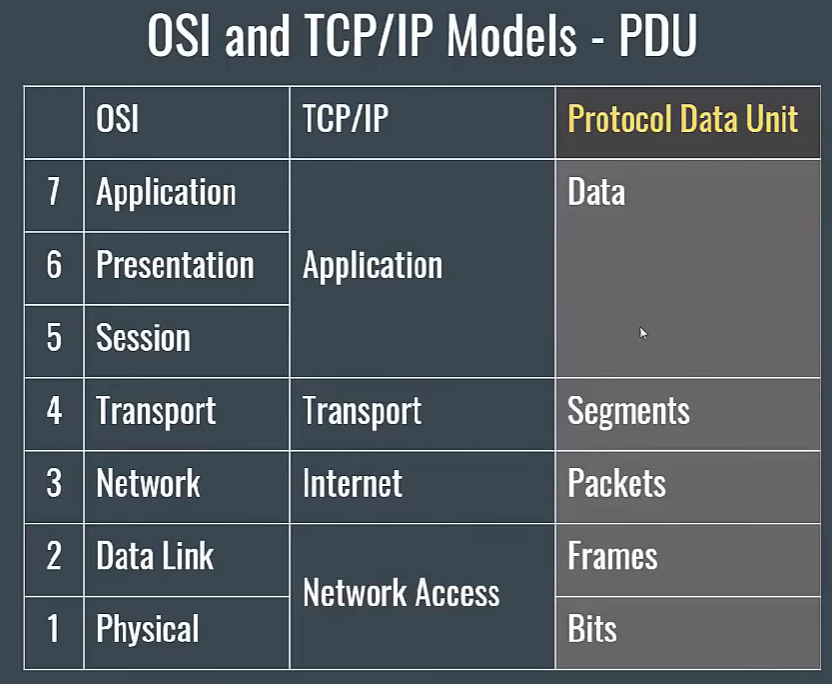 OSI and TCP/IP Models - PDU
OSI TCP/IP Protocol Data Unit
7 Application Data
6 Presentation Application
5 Session
4 Transport Transport Segments
3 Network Internet Packets
2 Data Link Frames
Network Access
1 Physical Bits